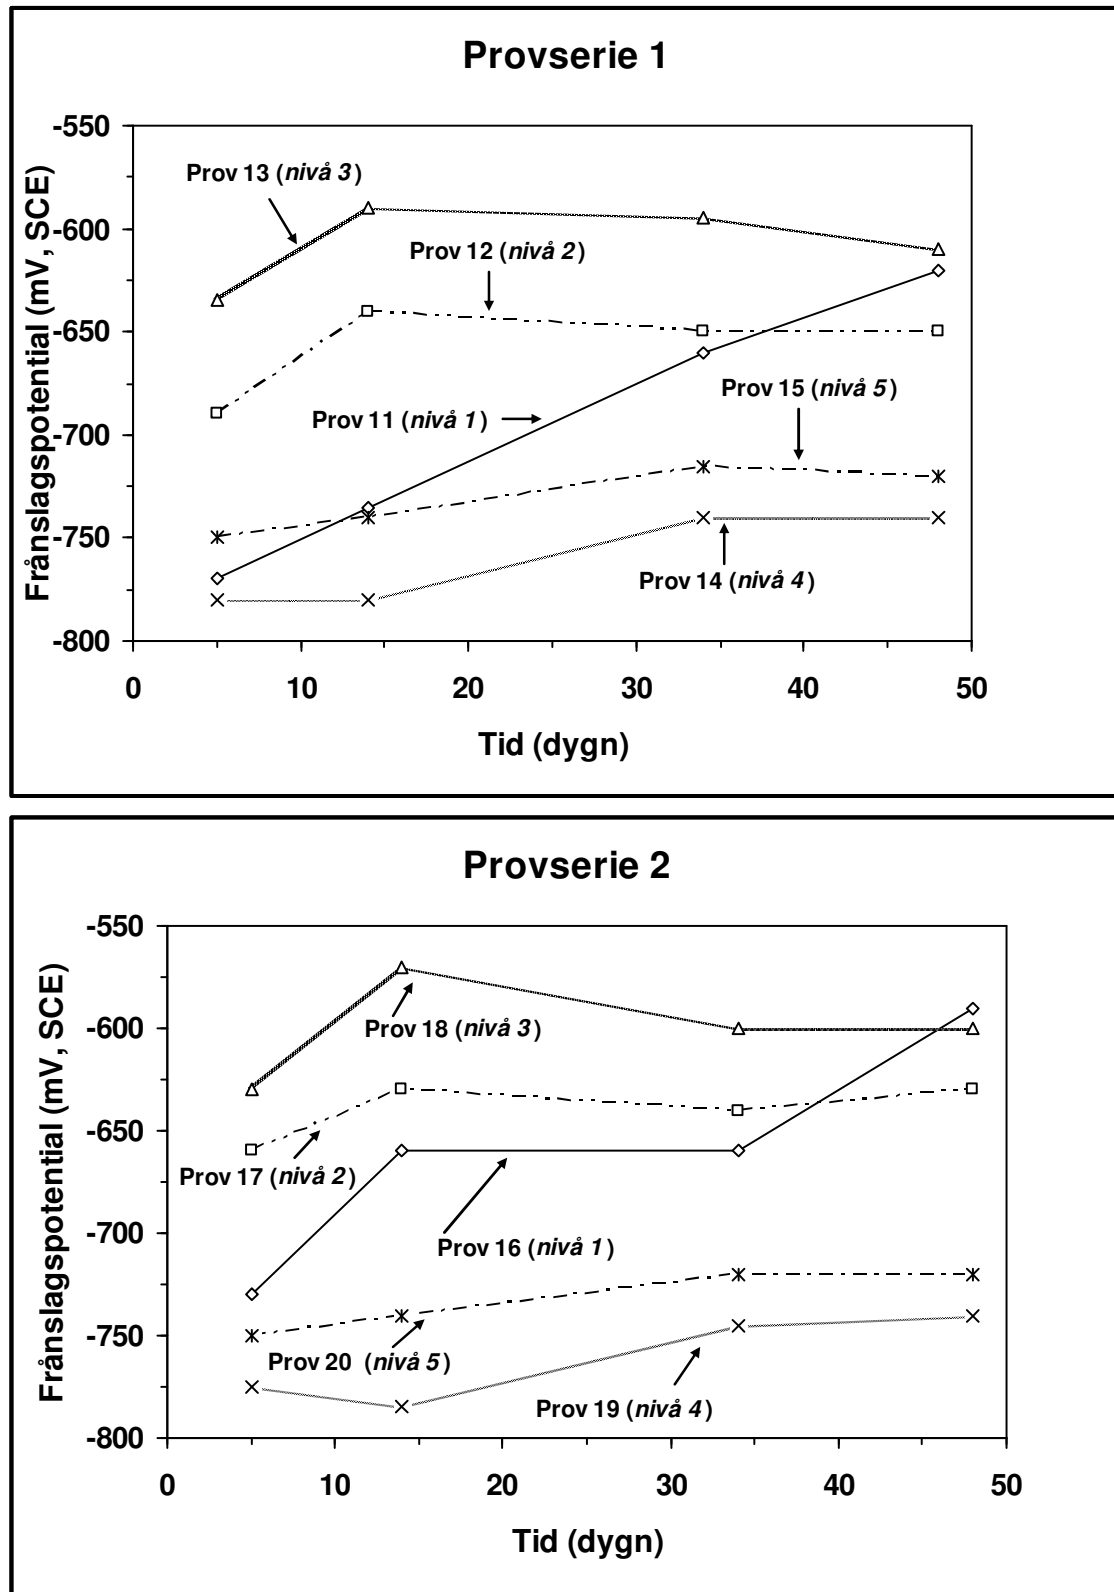 Provserie 1
Frånslagspotential (mV, SCE)
-550
-600
-650
-700
-750
-800
Prov 13 (nivå 3)
Prov 12 (nivå 2)
Prov 15 (nivå 5)
Prov 11 (nivå 1)
Prov 14 (nivå 4)
0 10 20 30 40 50
Tid (dygn)
Provserie 2
Frånslagspotential (mV, SCE)
-550
-600
-650
-700
-750
-800
Prov 18 (nivå 3)
Prov 17 (nivå 2)
Prov 16 (nivå 1)
Prov 20 (nivå 5)
Prov 19 (nivå 4)
0 10 20 30 40 50
Tid (dygn)